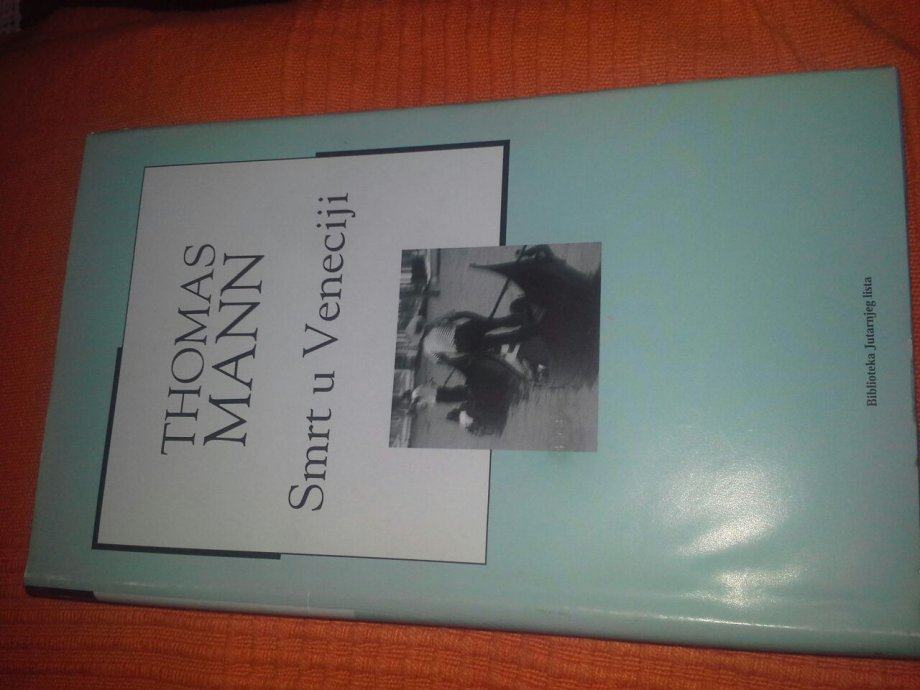 THOMAS
MANN
Smrt u Veneciji
Biblioteka Jutarnjeg lista